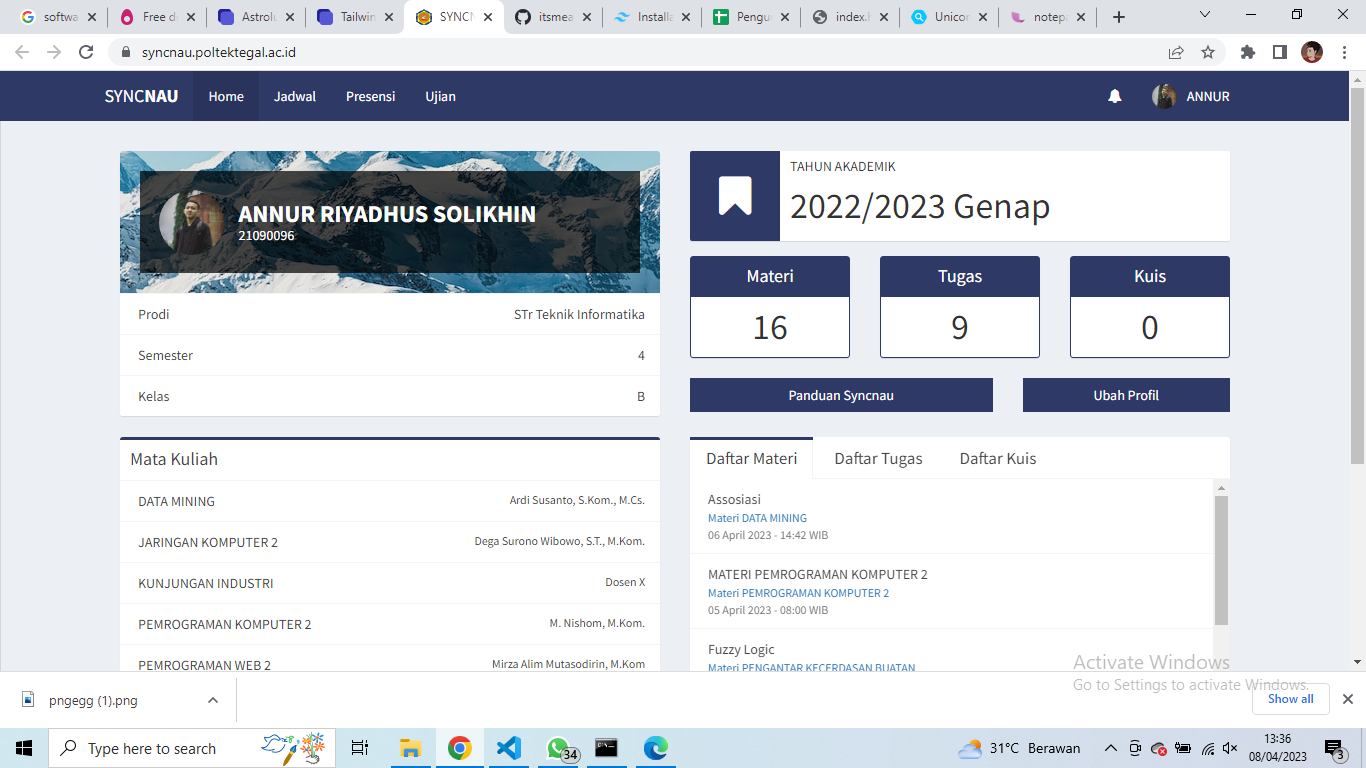 softwa
Free d
Astrolu
Tailwin
SYNC
itsmea
Installa
Pengu
index.h
Unicor
notepa
syncnau.poltektegal.ac.id
SYNCNAU Home Jadwal Presensi Ujian ANNUR
ANNUR RIYADHUS SOLIKHIN
21090096
Prodi STr Teknik Informatika
Semester 4
Kelas B
TAHUN AKADEMIK
2022/2023 Genap
Materi Tugas Kuis
16 9 0
Panduan Syncnau Ubah Profil
Mata Kuliah
DATA MINING Ardi Susanto, S.Kom., M.Cs.
JARINGAN KOMPUTER 2 Dega Surono Wibowo, S.T., M.Kom.
KUNJUNGAN INDUSTRI Dosen X
PEMROGRAMAN KOMPUTER 2 M. Nishom, M.Kom.
PEMROGRAMAN WEB 2 Mirza Alim Mutasodirin, M.Kom
Daftar Materi Daftar Tugas Daftar Kuis
Assosiasi
Materi DATA MINING
06 April 2023 - 14:42 WIB
MATERI PEMROGRAMAN KOMPUTER 2
Materi PEMROGRAMAN KOMPUTER 2
05 April 2023 - 08:00 WIB
Fuzzy Logic
Materi PENGANTAR KECERDASAN BUATAN
Activate Windows
Go to Settings to activate Windows.
pngegg (1).png
Show all
Type here to search
34
31°C Berawan
13:36
08/04/2023
3